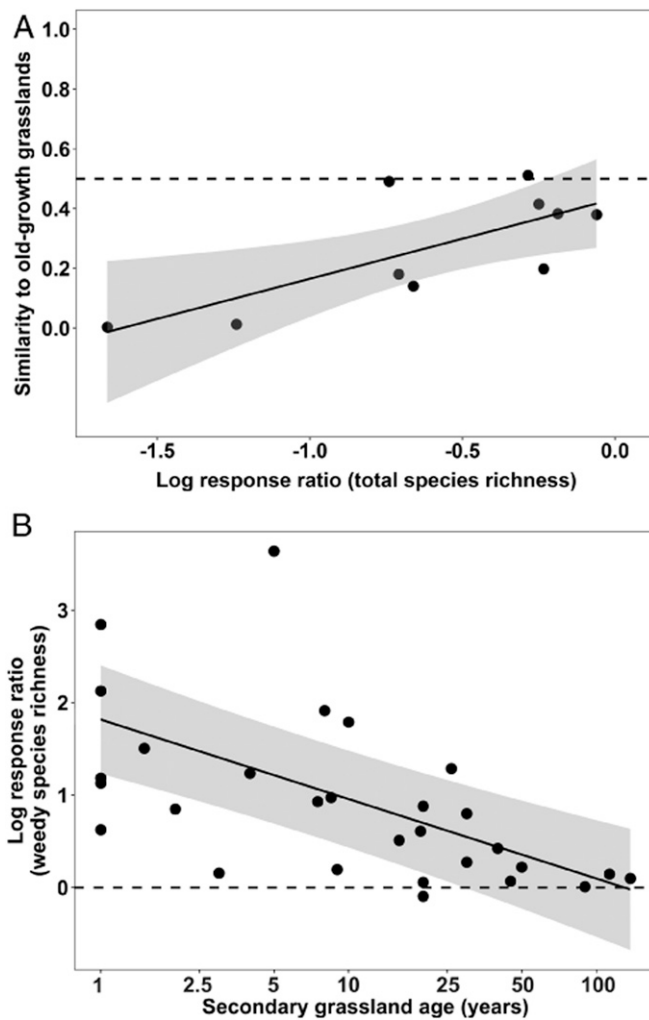 A
1.0
0.8
0.6
0.4
0.2
0.0
Similarity to old-growth grasslands
-1.5 -1.0 -0.5 0.0
Log response ratio (total species richness)
B
3
2
1
0
Log response ratio
(weedy species richness)
1 2.5 5 10 25 50 100
Secondary grassland age (years)